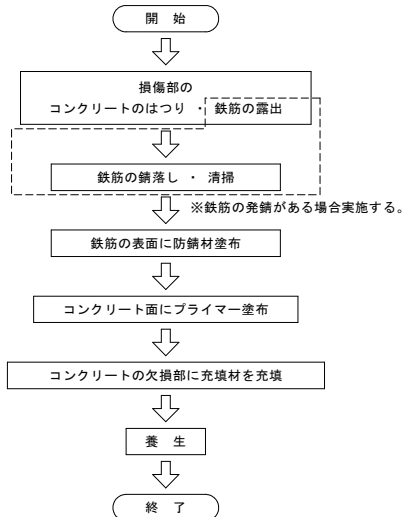 開 始
損傷部の
コンクリートのはつり ・ 鉄筋の露出
鉄筋の錆落し ・ 清掃
※鉄筋の発錆がある場合実施する。
鉄筋の表面に防錆材塗布
コンクリート面にプライマー塗布
コンクリートの欠損部に充填材を充填
養 生
終 了